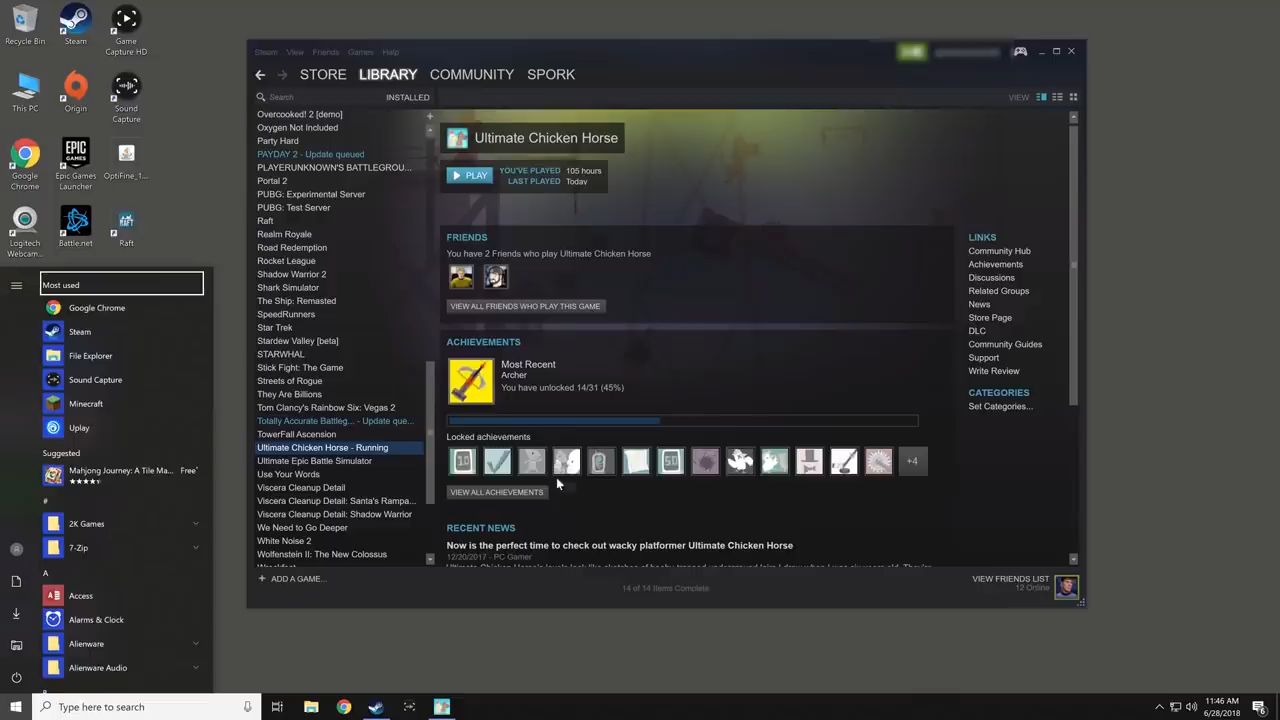 Recycle Bin
Steam
Game Capture HD
This PC
Origin
Sound Capture
Google Chrome
Epic Games Launcher
OptiFine_1...
Logitech Webcam...
Battle.net
Raft
Steam View Friends Games Help
STORE LIBRARY COMMUNITY SPORK
Search INSTALLED VIEW
Overcooked! 2 [demo]
Oxygen Not Included
Party Hard
PAYDAY 2 - Update queued
PLAYERUNKNOWN'S BATTLEGROU...
Portal 2
PUBG: Experimental Server
PUBG: Test Server
Raft
Realm Royale
Road Redemption
Rocket League
Shadow Warrior 2
Shark Simulator
The Ship: Remasted
SpeedRunners
Star Trek
Stardew Valley [beta]
STARWHAL
Stick Fight: The Game
Streets of Rogue
They Are Billions
Tom Clancy's Rainbow Six: Vegas 2
Totally Accurate Battleg... - Update que...
TowerFall Ascension
Ultimate Chicken Horse - Running
Ultimate Epic Battle Simulator
Use Your Words
Viscera Cleanup Detail
Viscera Cleanup Detail: Santa's Rampa...
Viscera Cleanup Detail: Shadow Warrior
We Need to Go Deeper
White Noise 2
Wolfenstein II: The New Colossus
+ ADD A GAME...
Ultimate Chicken Horse
PLAY
YOU'VE PLAYED 105 hours
LAST PLAYED Today
FRIENDS
You have 2 Friends who play Ultimate Chicken Horse
VIEW ALL FRIENDS WHO PLAY THIS GAME
ACHIEVEMENTS
Most Recent
Archer
You have unlocked 14/31 (45%)
Locked achievements
10
50
+4
VIEW ALL ACHIEVEMENTS
RECENT NEWS
Now is the perfect time to check out wacky platformer Ultimate Chicken Horse
12/20/2017 - PC Gamer
LINKS
Community Hub
Achievements
Discussions
Related Groups
News
Store Page
DLC
Community Guides
Support
Write Review
CATEGORIES
Set Categories...
14 of 14 Items Complete
VIEW FRIENDS LIST
12 Online
Most used
Google Chrome
Steam
File Explorer
Sound Capture
Minecraft
Uplay
Suggested
Mahjong Journey: A Tile Ma... Free*
#
2K Games
7-Zip
A
Access
Alarms & Clock
Alienware
Alienware Audio
Type here to search
11:46 AM
6/28/2018
6